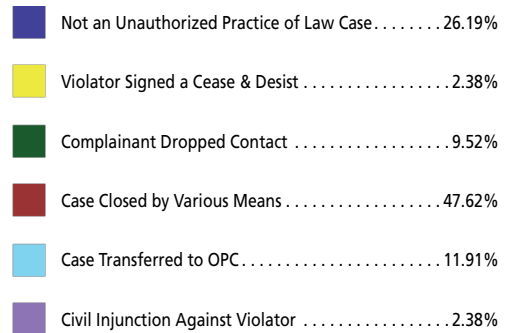 Not an Unauthorized Practice of Law Case........26.19%
Violator Signed a Cease & Desist.................2.38%
Complainant Dropped Contact..................9.52%
Case Closed by Various Means..................47.62%
Case Transferred to OPC.......................11.91%
Civil Injunction Against Violator.................2.38%